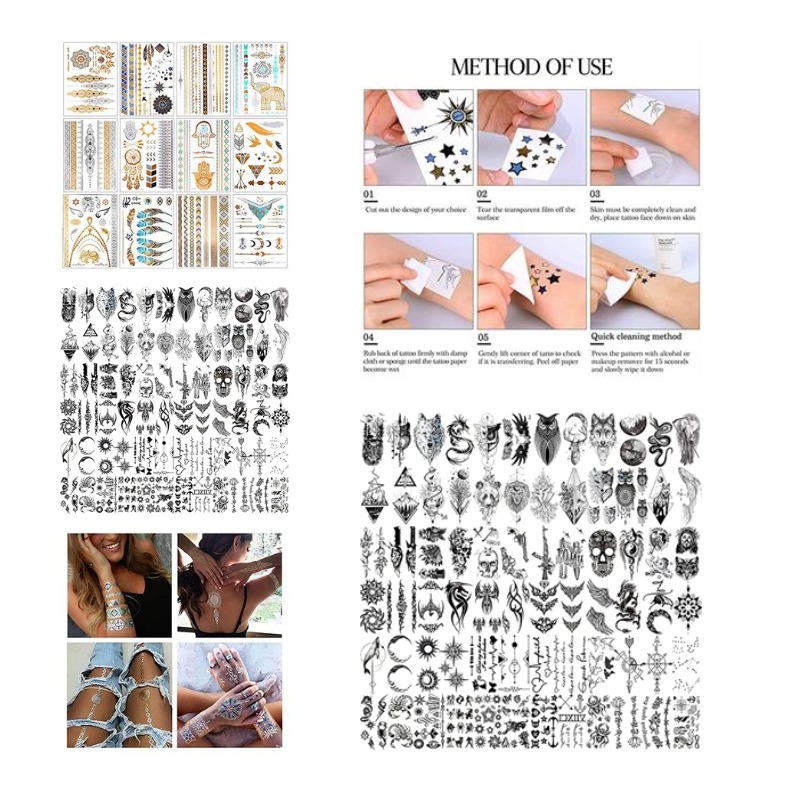 METHOD OF USE
01
Cut out the design of your choice
02
Tear the transparent film off the
surface
03
Skin must be completely clean and
dry, place tattoo face down on skin
04
Rub back of tattoo firmly with damp
cloth or sponge until the tattoo paper
become wet
05
Gently lift corner of tatto to check
if it is transferring. Peel off paper
Quick cleaning method
Press the pattern with alcohol or
makeup remover for 15 seconds
and slowly wipe it down